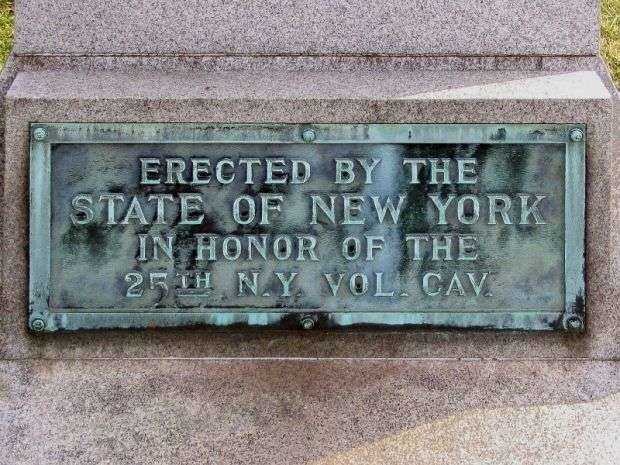 ERECTED BY THE
STATE OF NEW YORK
IN HONOR OF THE
25TH N.Y. VOL. CAV.